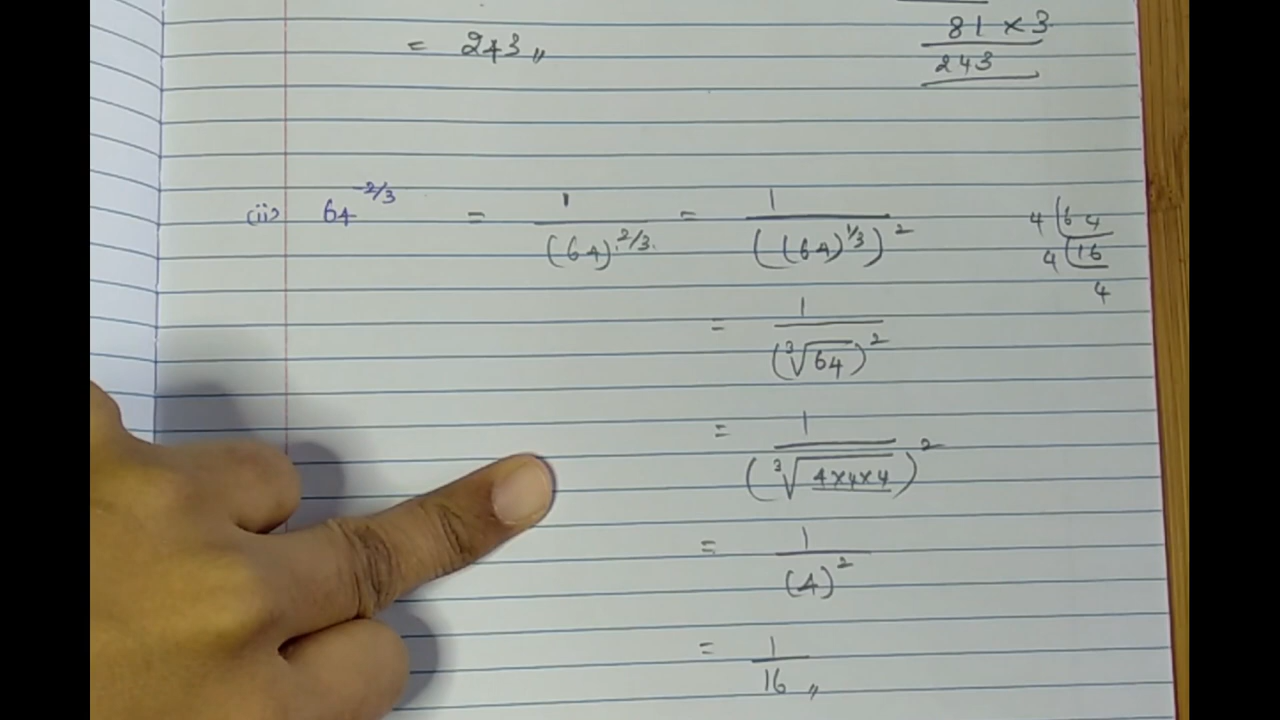 81 × 3
= 243 ,,
243
(ii) 64^-2/3 = 1/(64)^2/3 = 1/((64)^1/3)^2
4 | 64
4 | 16
4
= 1/(∛64)^2
= 1/(∛4×4×4)^2
= 1/(4)^2
= 1/16 ,,